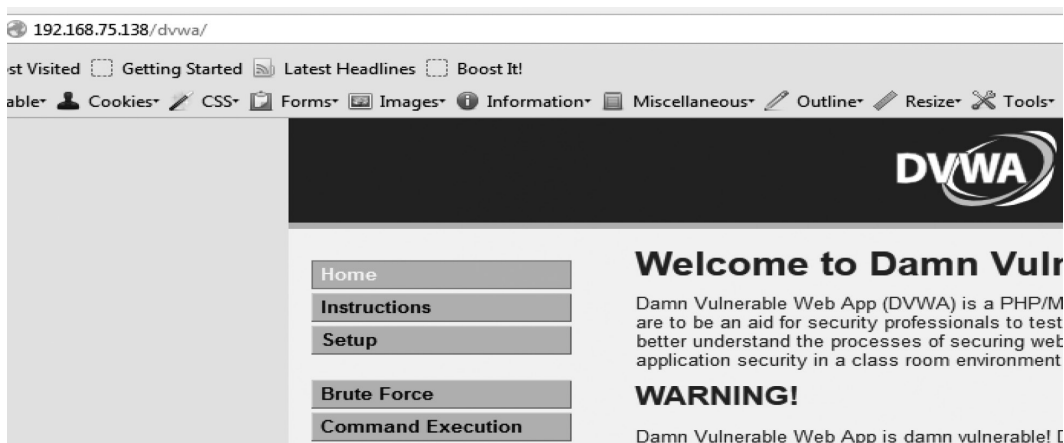 192.168.75.138/dvwa/
st Visited Getting Started Latest Headlines Boost It!
able Cookies CSS Forms Images Information Miscellaneous Outline Resize Tools
DVWA
Home
Instructions
Setup
Brute Force
Command Execution
Welcome to Damn Vuln
Damn Vulnerable Web App (DVWA) is a PHP/M
are to be an aid for security professionals to test
better understand the processes of securing web
application security in a class room environment
WARNING!
Damn Vulnerable Web App is damn vulnerable! D